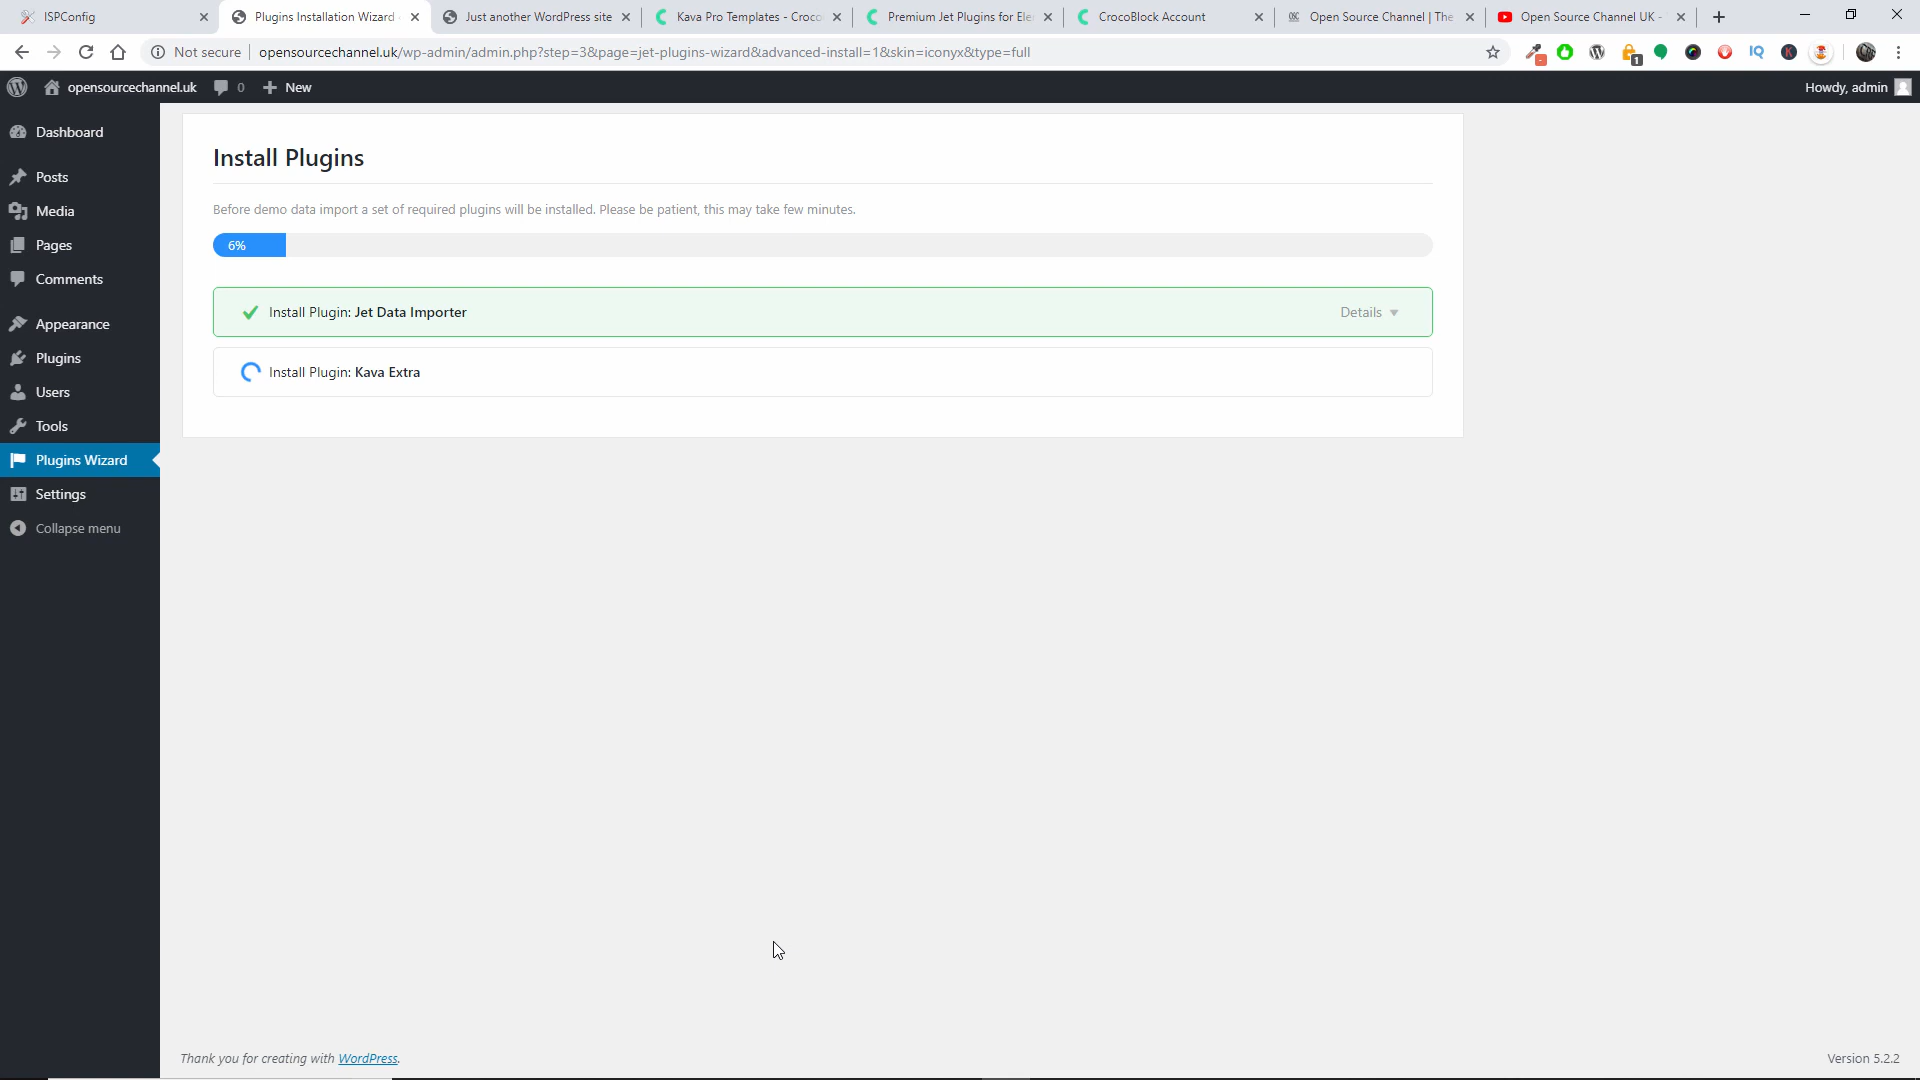 ISPConfig
Plugins Installation Wizard
Just another WordPress site
Kava Pro Templates - Croco
Premium Jet Plugins for Ele
CrocoBlock Account
Open Source Channel | The
Open Source Channel UK -
Not secure
opensourcechannel.uk/wp-admin/admin.php?step=3&page=jet-plugins-wizard&advanced-install=1&skin=iconyx&type=full
1
IQ
K
opensourcechannel.uk
0
New
Howdy, admin
Dashboard
Posts
Media
Pages
Comments
Appearance
Plugins
Users
Tools
Plugins Wizard
Settings
Collapse menu
Install Plugins
Before demo data import a set of required plugins will be installed. Please be patient, this may take few minutes.
6%
Install Plugin: Jet Data Importer
Details
Install Plugin: Kava Extra
Thank you for creating with WordPress.
Version 5.2.2